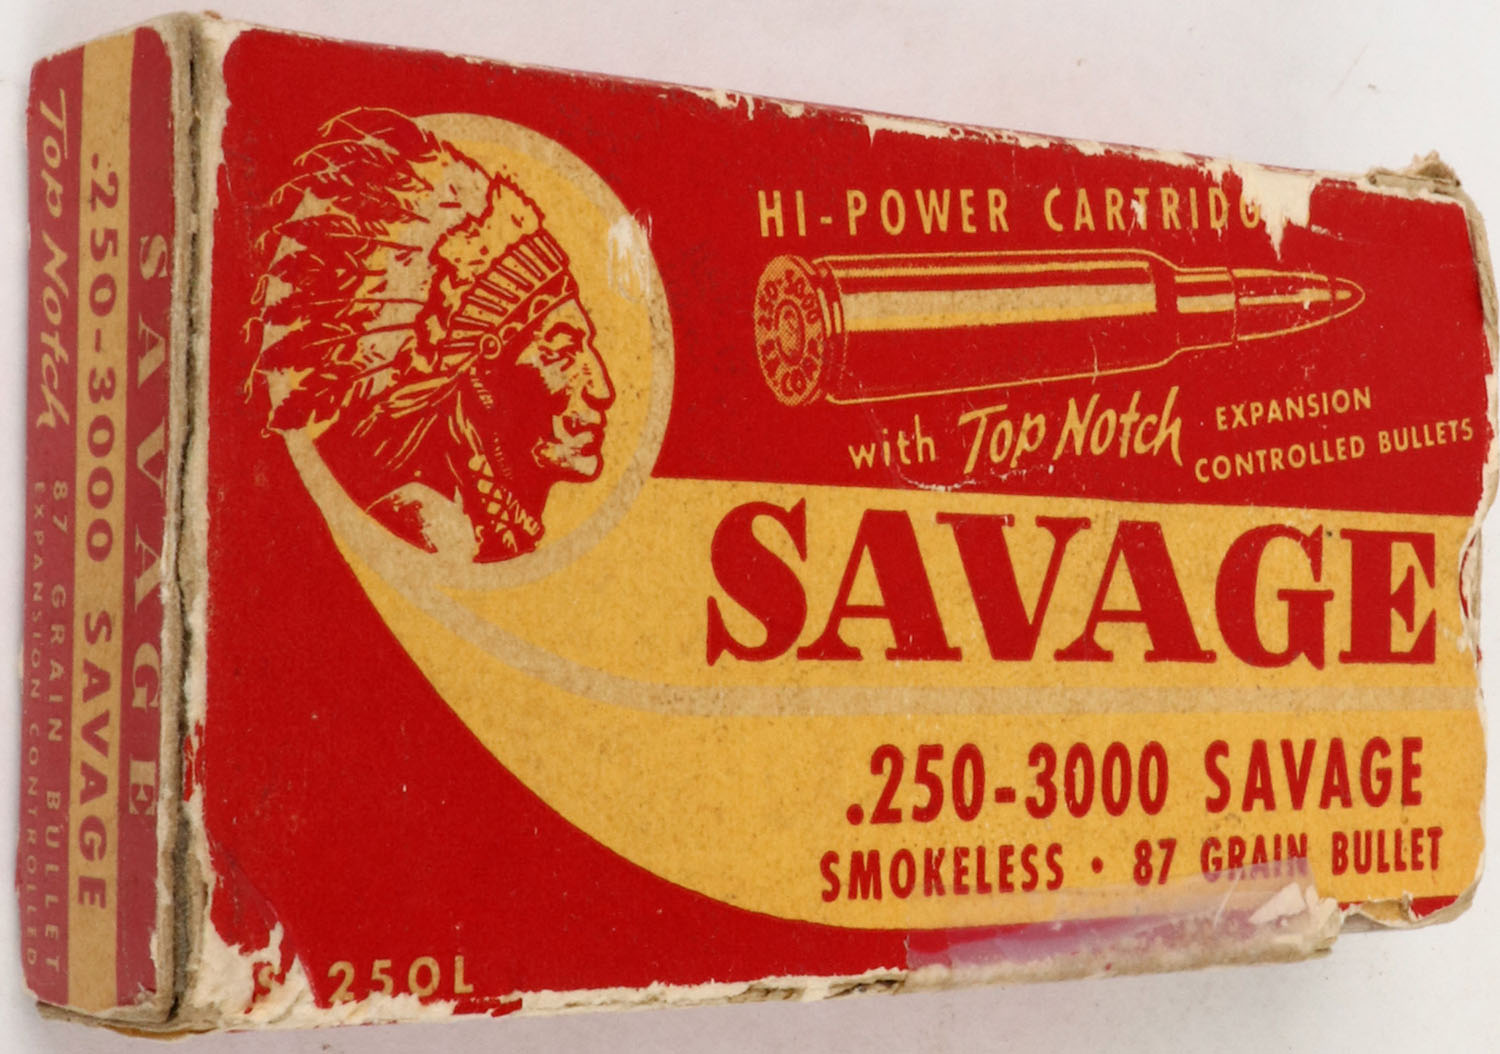 HI-POWER CARTRIDG
with Top Notch EXPANSION
CONTROLLED BULLETS
SAVAGE
.250-3000 SAVAGE
SMOKELESS • 87 GRAIN BULLET
S 250L
SAVAGE
.250-3000 SAVAGE
Top Notch 87 GRAIN BULLET
EXPANSION CONTROLLED